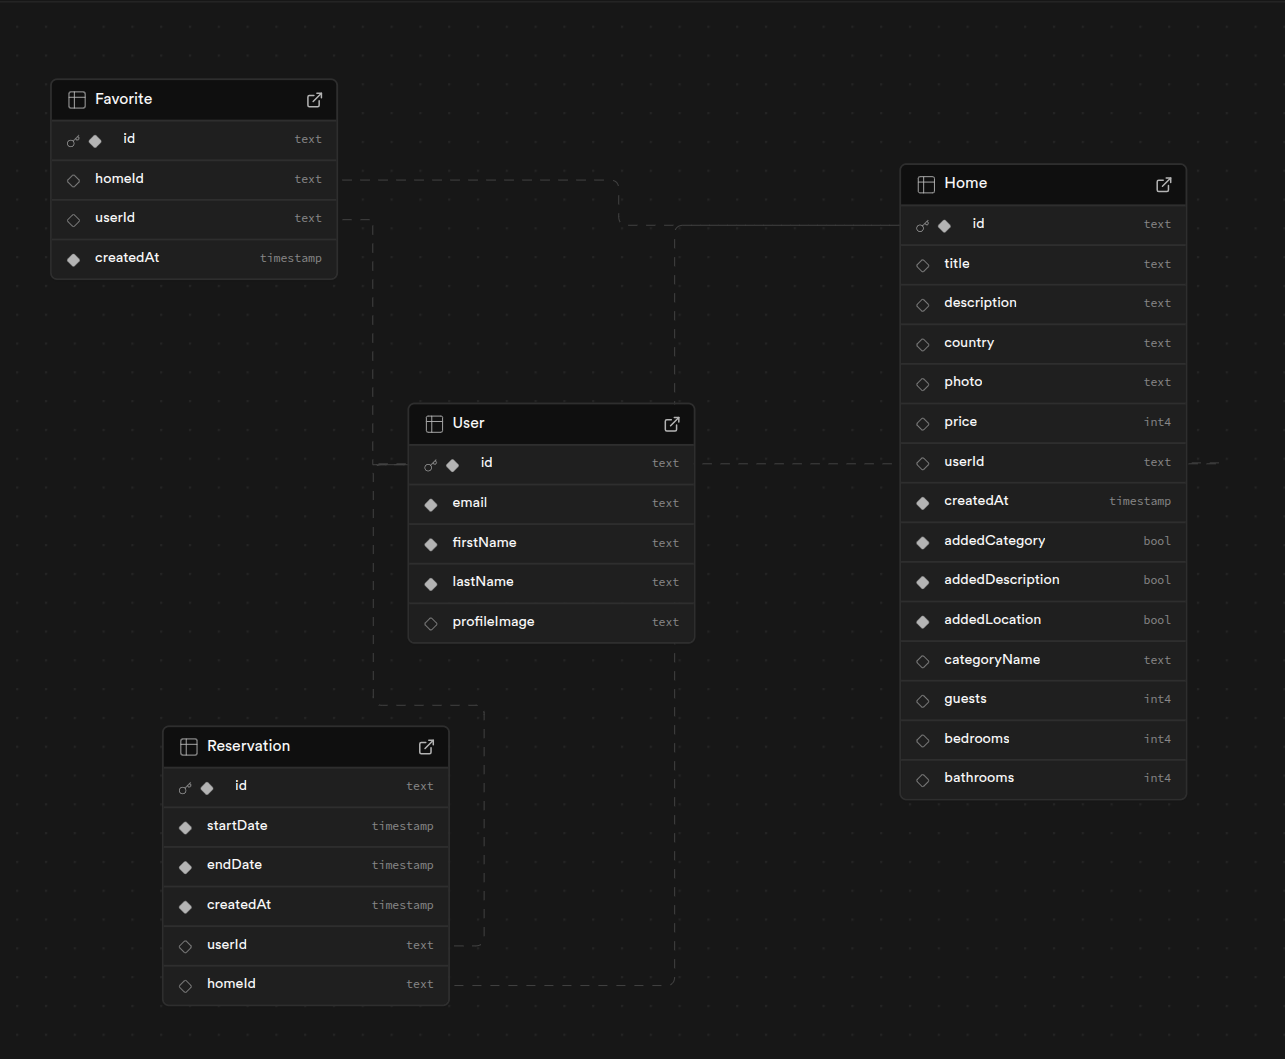 Favorite
id text
homeId text
userId text
createdAt timestamp
Home
id text
title text
description text
country text
photo text
price int4
userId text
createdAt timestamp
addedCategory bool
addedDescription bool
addedLocation bool
categoryName text
guests int4
bedrooms int4
bathrooms int4
User
id text
email text
firstName text
lastName text
profileImage text
Reservation
id text
startDate timestamp
endDate timestamp
createdAt timestamp
userId text
homeId text